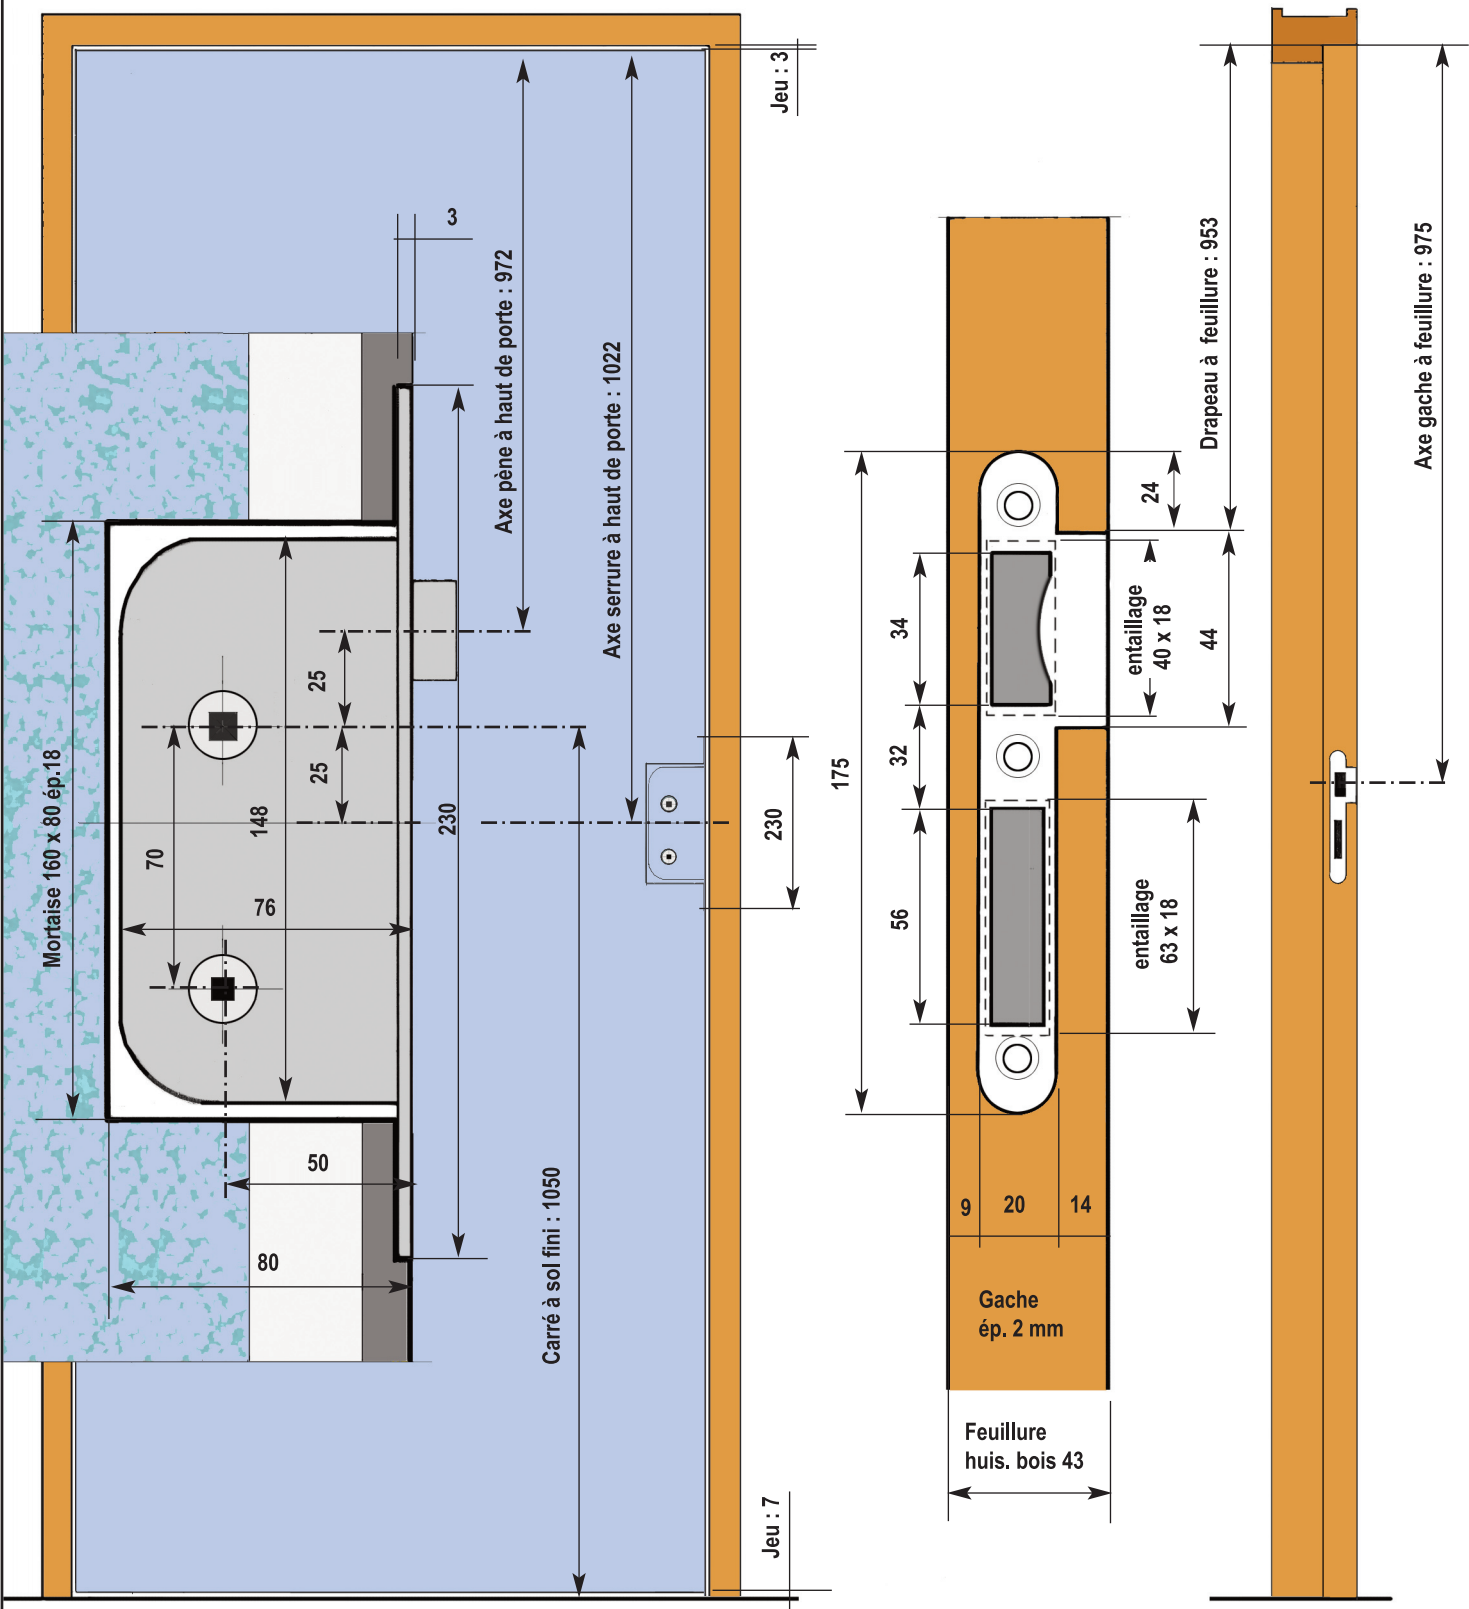 Jeu : 3
3
Axe pène à haut de porte : 972
Axe serrure à haut de porte : 1022
Mortaise 160 x 80 ép.18
25
25
70
148
76
230
230
50
80
Carré à sol fini : 1050
Jeu : 7
175
34
32
56
24
entaillage
40 x 18
44
entaillage
63 x 18
9
20
14
Gache
ép. 2 mm
Feuillure
huis. bois 43
Drapeau à feuillure : 953
Axe gache à feuillure : 975